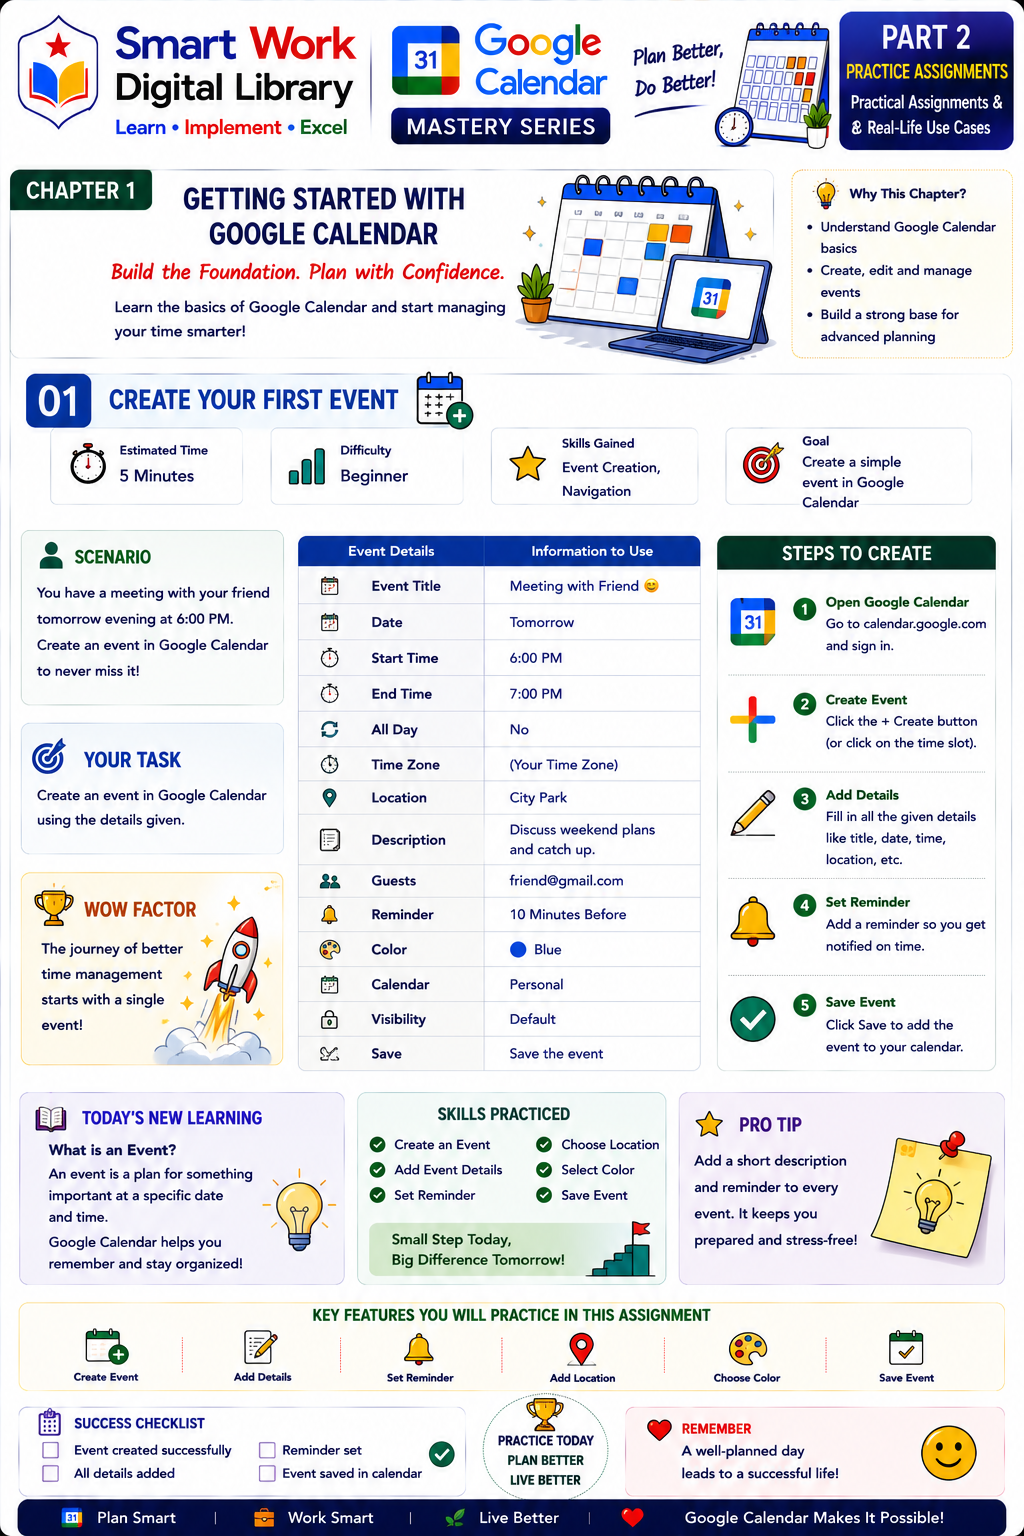 Smart Work
Digital Library
Learn • Implement • Excel
31
Google
Calendar
MASTERY SERIES
Plan Better,
Do Better!
PART 2
PRACTICE ASSIGNMENTS
Practical Assignments &
& Real-Life Use Cases
CHAPTER 1
GETTING STARTED WITH
GOOGLE CALENDAR
Build the Foundation. Plan with Confidence.
Learn the basics of Google Calendar and start managing
your time smarter!
31
Why This Chapter?
• Understand Google Calendar
basics
• Create, edit and manage
events
• Build a strong base for
advanced planning
01
CREATE YOUR FIRST EVENT
Estimated Time
5 Minutes
Difficulty
Beginner
Skills Gained
Event Creation,
Navigation
Goal
Create a simple
event in Google
Calendar
SCENARIO
You have a meeting with your friend
tomorrow evening at 6:00 PM.
Create an event in Google Calendar
to never miss it!
YOUR TASK
Create an event in Google Calendar
using the details given.
WOW FACTOR
The journey of better
time management
starts with a single
event!
Event Details Information to Use
Event Title Meeting with Friend 😊
Date Tomorrow
Start Time 6:00 PM
End Time 7:00 PM
All Day No
Time Zone (Your Time Zone)
Location City Park
Description Discuss weekend plans
and catch up.
Guests friend@gmail.com
Reminder 10 Minutes Before
Color Blue
Calendar Personal
Visibility Default
Save Save the event
STEPS TO CREATE
31
1 Open Google Calendar
Go to calendar.google.com
and sign in.
2 Create Event
Click the + Create button
(or click on the time slot).
3 Add Details
Fill in all the given details
like title, date, time,
location, etc.
4 Set Reminder
Add a reminder so you get
notified on time.
5 Save Event
Click Save to add the
event to your calendar.
TODAY'S NEW LEARNING
What is an Event?
An event is a plan for something
important at a specific date
and time.
Google Calendar helps you
remember and stay organized!
SKILLS PRACTICED
Create an Event
Add Event Details
Set Reminder
Choose Location
Select Color
Save Event
Small Step Today,
Big Difference Tomorrow!
PRO TIP
Add a short description
and reminder to every
event. It keeps you
prepared and stress-free!
KEY FEATURES YOU WILL PRACTICE IN THIS ASSIGNMENT
Create Event
Add Details
Set Reminder
Add Location
Choose Color
Save Event
SUCCESS CHECKLIST
Event created successfully
All details added
Reminder set
Event saved in calendar
PRACTICE TODAY
PLAN BETTER
LIVE BETTER
REMEMBER
A well-planned day
leads to a successful life!
31 Plan Smart | Work Smart | Live Better | Google Calendar Makes It Possible!